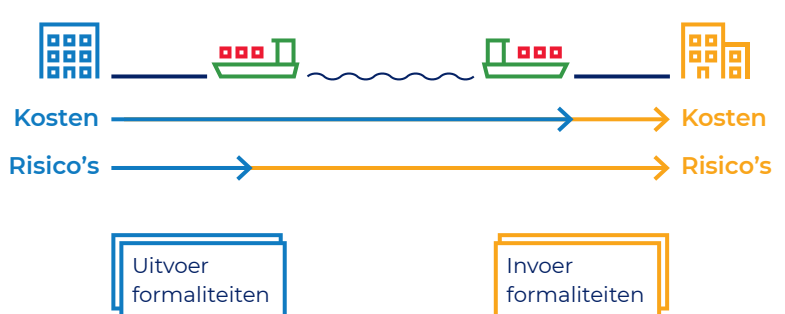 Kosten
Kosten
Risico’s
Risico’s
Uitvoer
formaliteiten
Invoer
formaliteiten